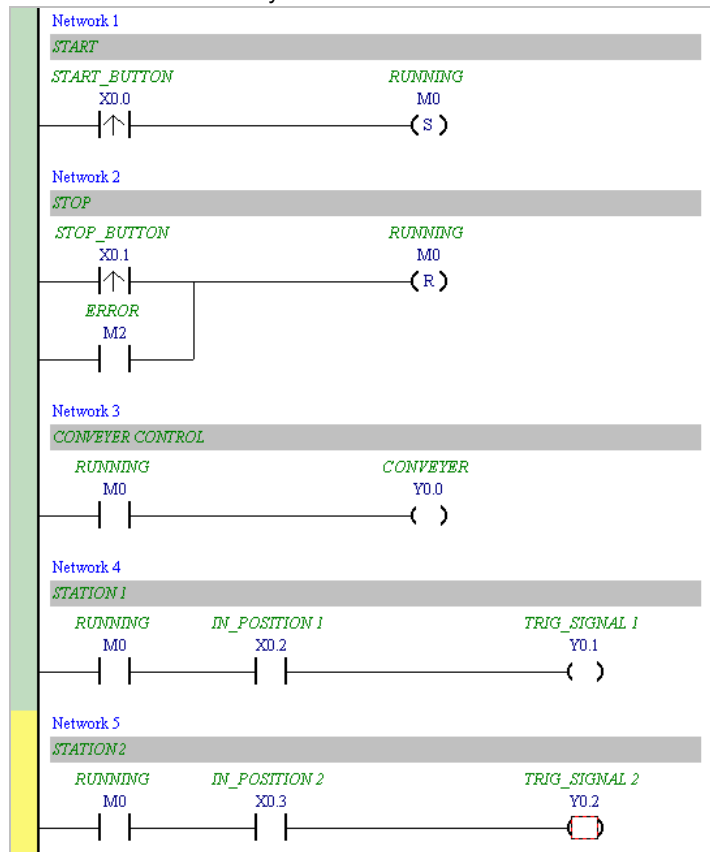 Network 1
START
START_BUTTON RUNNING
X0.0 M0
S
Network 2
STOP
STOP_BUTTON RUNNING
X0.1 M0
R
ERROR
M2
Network 3
CONVEYER CONTROL
RUNNING CONVEYER
M0 Y0.0
Network 4
STATION 1
RUNNING IN_POSITION 1 TRIG_SIGNAL 1
M0 X0.2 Y0.1
Network 5
STATION 2
RUNNING IN_POSITION 2 TRIG_SIGNAL 2
M0 X0.3 Y0.2